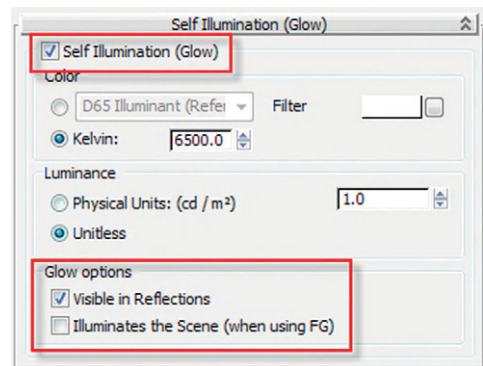 Self Illumination (Glow)
Self Illumination (Glow)
Color
D65 Illuminant (Refer
Filter
Kelvin: 6500.0
Luminance
Physical Units: (cd / m²) 1.0
Unitless
Glow options
Visible in Reflections
Illuminates the Scene (when using FG)